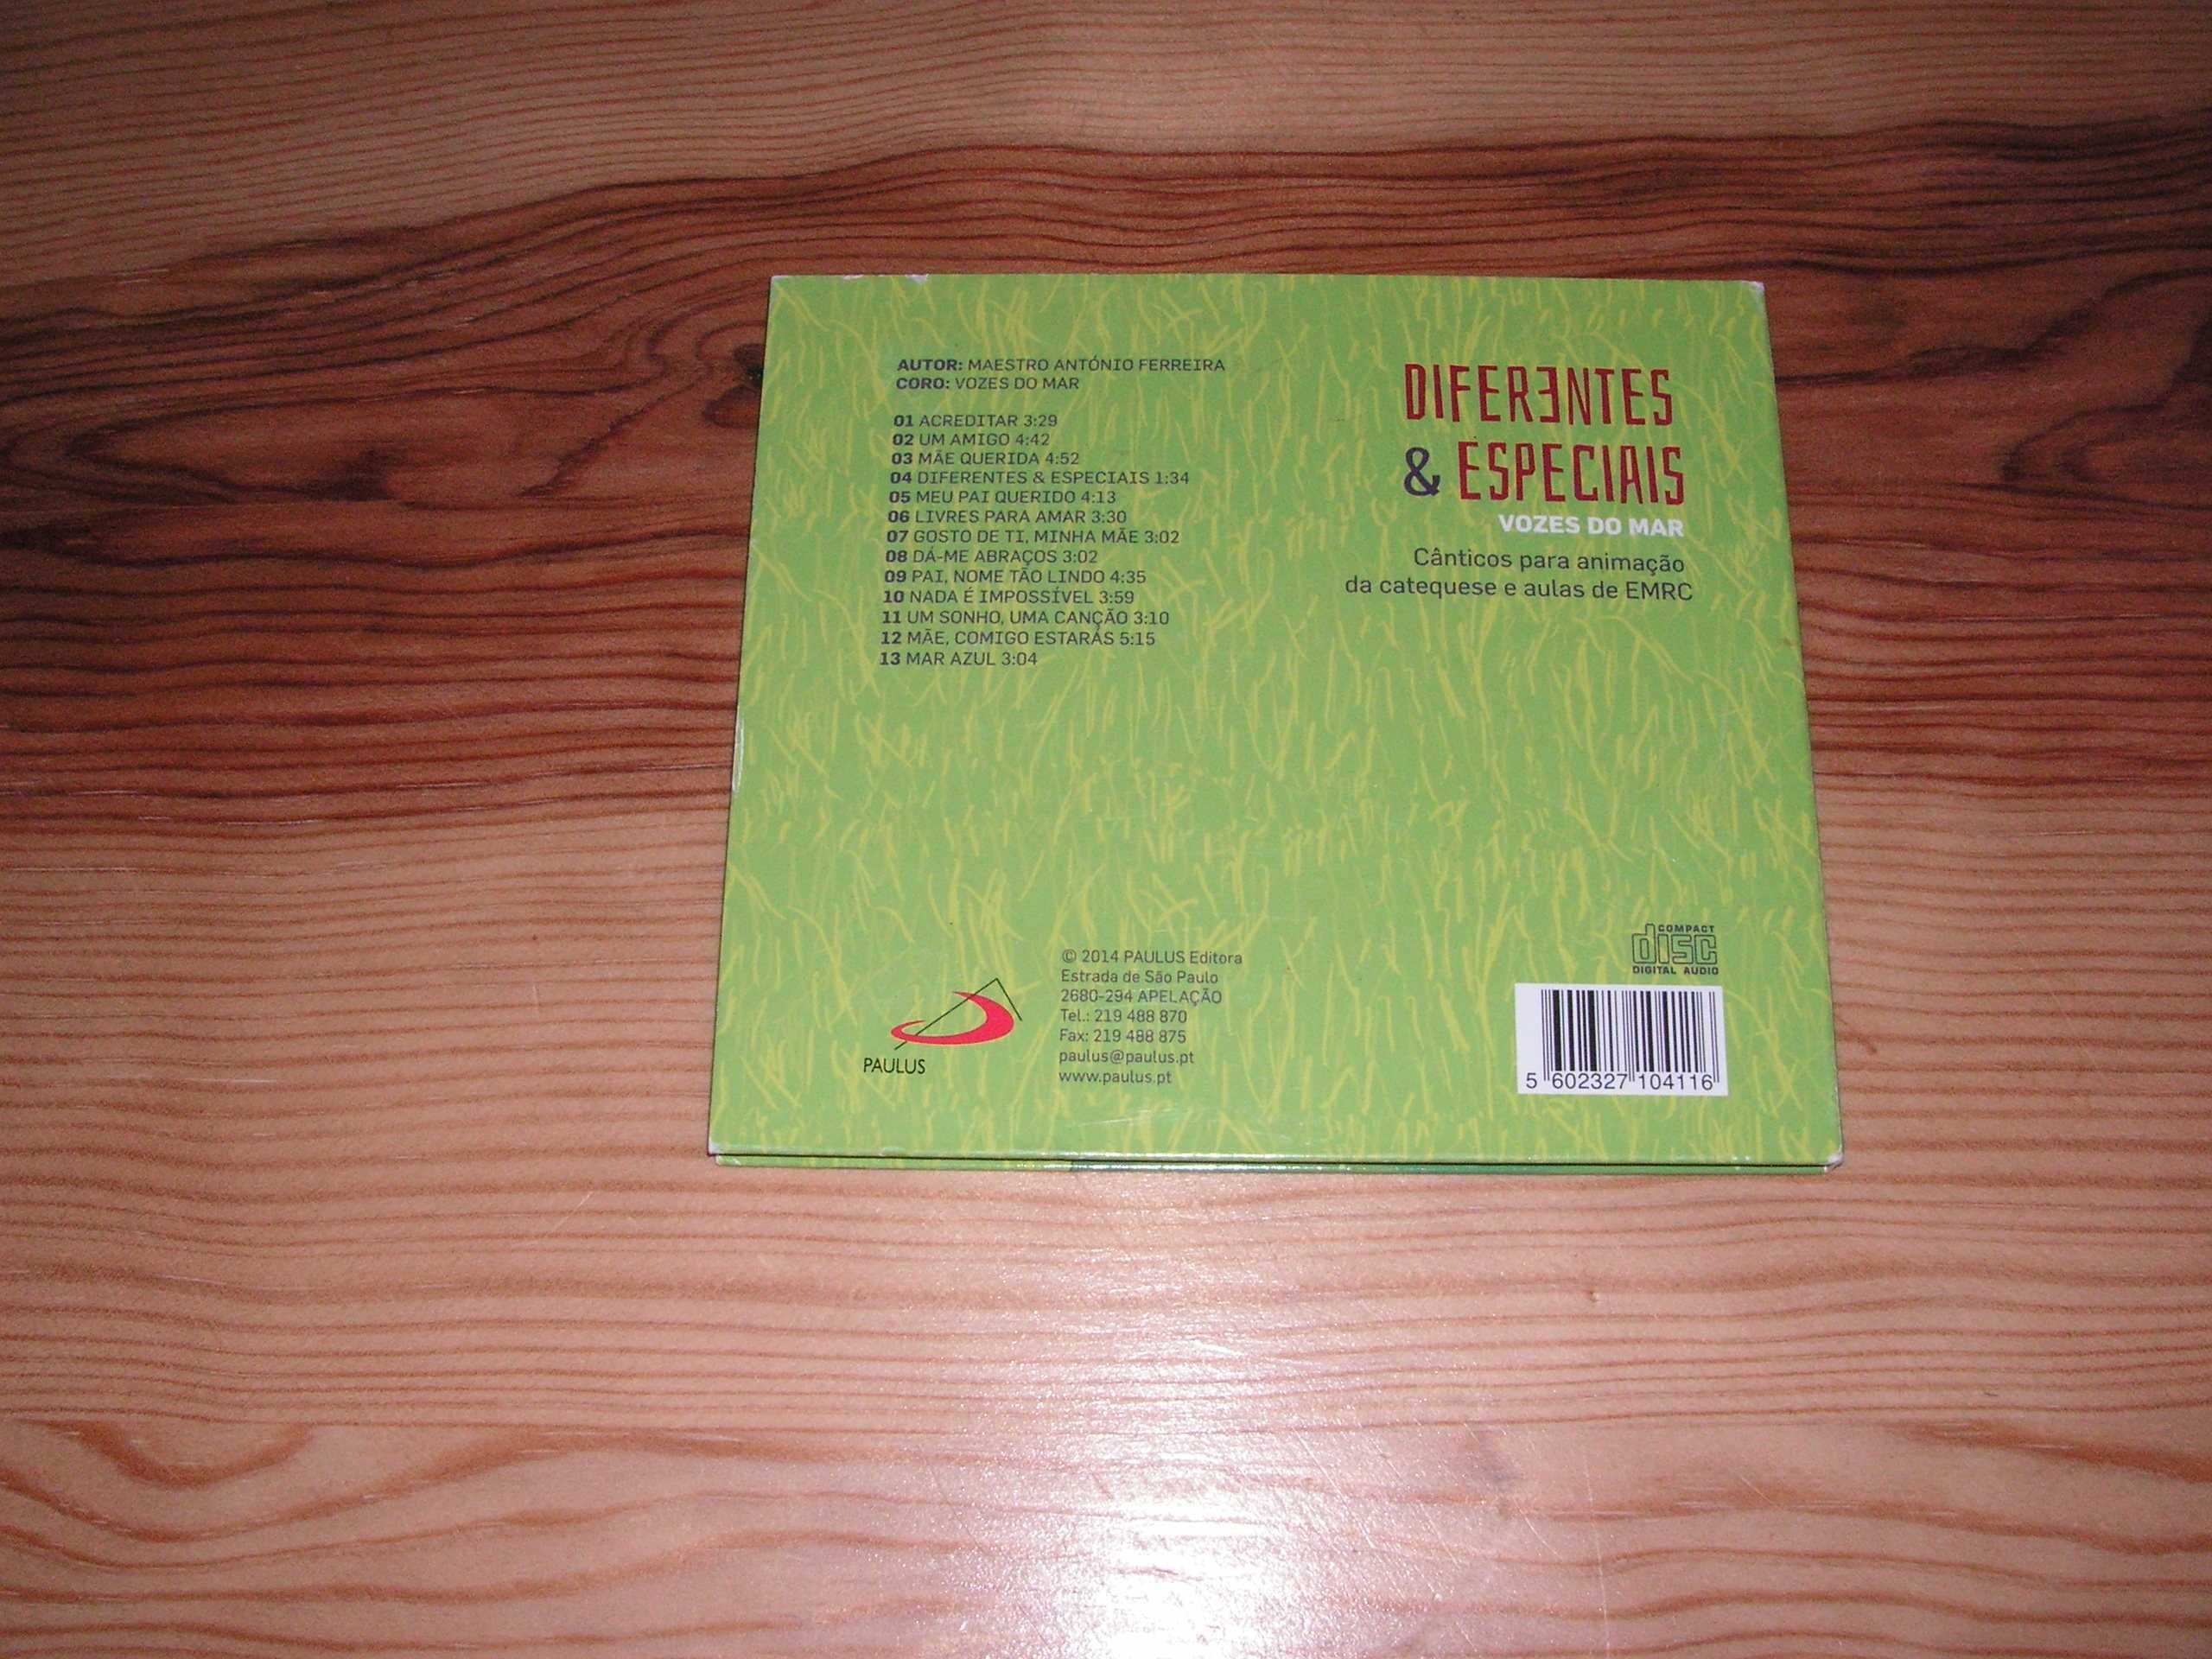 AUTOR: MAESTRO ANTÓNIO FERREIRA
CORO: VOZES DO MAR
01 ACREDITAR 3:29
02 UM AMIGO 4:42
03 MÃE QUERIDA 4:52
04 DIFERENTES & ESPECIAIS 1:34
05 MEU PAI QUERIDO 4:13
06 LIVRES PARA AMAR 3:30
07 GOSTO DE TI, MINHA MÃE 3:02
08 DÁ-ME ABRAÇOS 3:02
09 PAI, NOME TÃO LINDO 4:35
10 NADA É IMPOSSÍVEL 3:59
11 UM SONHO, UMA CANÇÃO 3:10
12 MÃE, COMIGO ESTARÁS 5:15
13 MAR AZUL 3:04
DIFERENTES
& ESPECIAIS
VOZES DO MAR
Cânticos para animação
da catequese e aulas de EMRC
PAULUS
© 2014 PAULUS Editora
Estrada de São Paulo
2680-294 APELAÇÃO
Tel.: 219 488 870
Fax: 219 488 875
paulus@paulus.pt
www.paulus.pt
COMPACT
disc
DIGITAL AUDIO
5 602327 104116